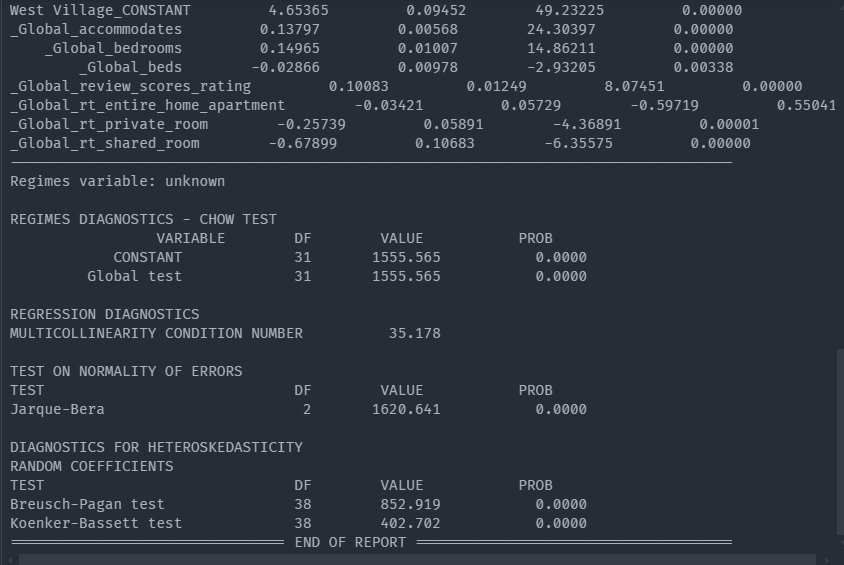 West Village_CONSTANT 4.65365 0.09452 49.23225 0.00000
_Global_accommodates 0.13797 0.00568 24.30397 0.00000
_Global_bedrooms 0.14965 0.01007 14.86211 0.00000
_Global_beds -0.02866 0.00978 -2.93205 0.00338
_Global_review_scores_rating 0.10083 0.01249 8.07451 0.00000
_Global_rt_entire_home_apartment -0.03421 0.05729 -0.59719 0.55041
_Global_rt_private_room -0.25739 0.05891 -4.36891 0.00001
_Global_rt_shared_room -0.67899 0.10683 -6.35575 0.00000
Regimes variable: unknown
REGIMES DIAGNOSTICS - CHOW TEST
VARIABLE DF VALUE PROB
CONSTANT 31 1555.565 0.0000
Global test 31 1555.565 0.0000
REGRESSION DIAGNOSTICS
MULTICOLLINEARITY CONDITION NUMBER 35.178
TEST ON NORMALITY OF ERRORS
TEST DF VALUE PROB
Jarque-Bera 2 1620.641 0.0000
DIAGNOSTICS FOR HETEROSKEDASTICITY
RANDOM COEFFICIENTS
TEST DF VALUE PROB
Breusch-Pagan test 38 852.919 0.0000
Koenker-Bassett test 38 402.702 0.0000
END OF REPORT